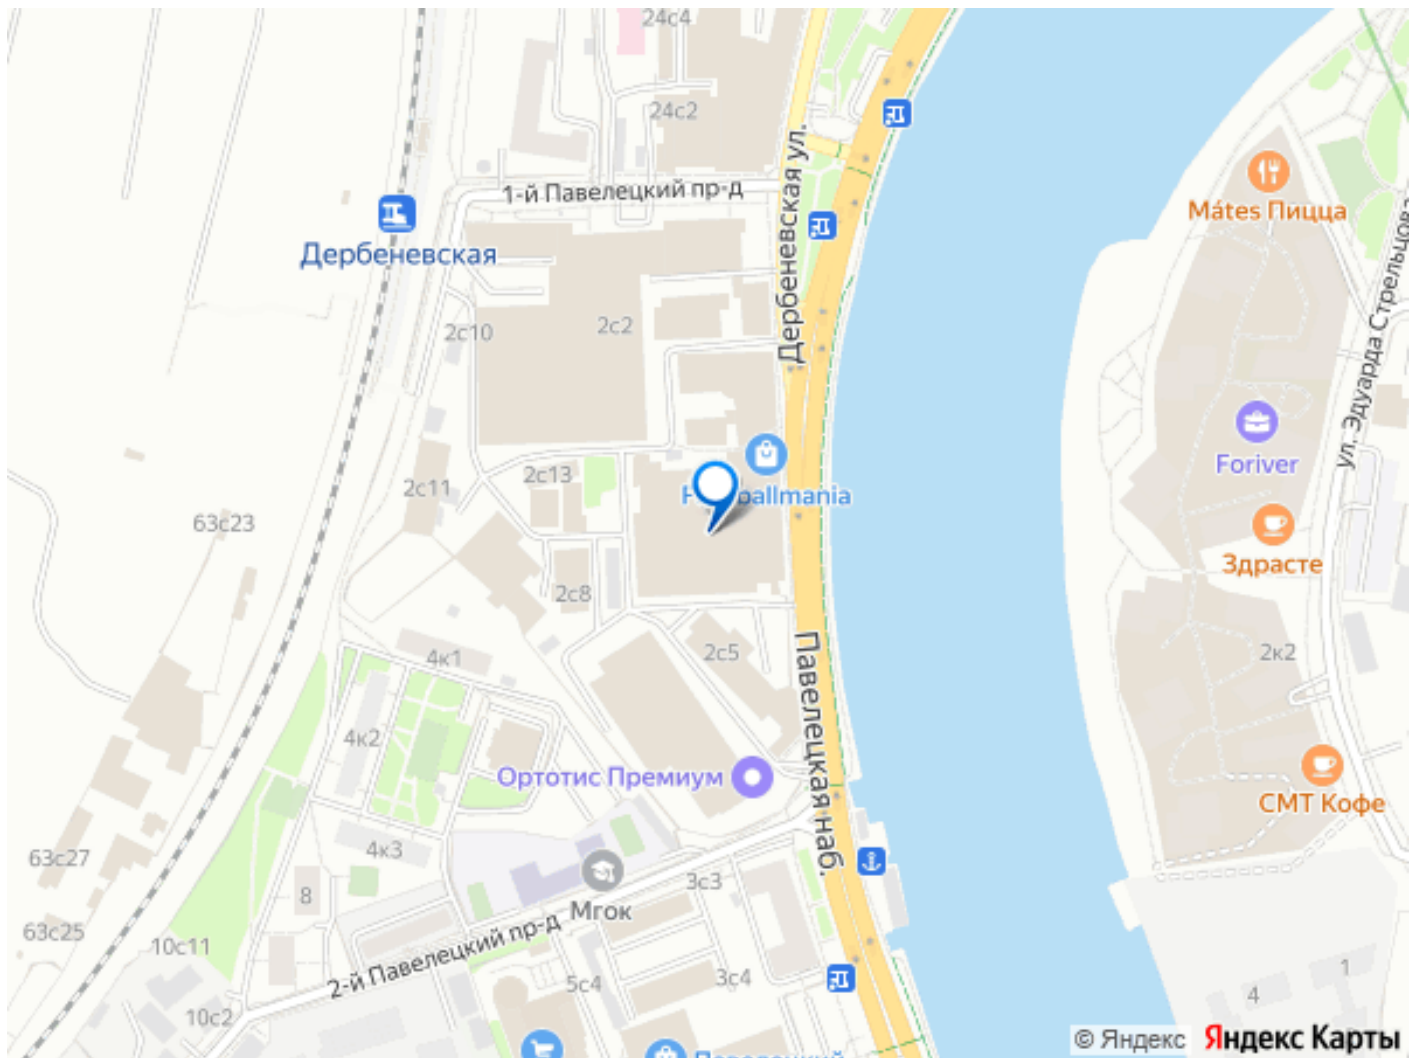 24с4
24с2
Дербеневская ул.
1-й Павелецкий пр-д
Дербеневская
Mátes Пицца
ул. Эдуарда Стрельцова
2с10
2с2
Foriver
2с11
2с13
63с23
Здрасте
2с8
4к1
2с5
2к2
4к2
Павелецкая наб.
Ортотис Премиум
СМТ Кофе
4к3
63с27
8
Мгок
3с3
63с25
10с11
2-й Павелецкий пр-д
5с4
3с4
1
4
10с2
Павелецкий
© Яндекс Яндекс Карты